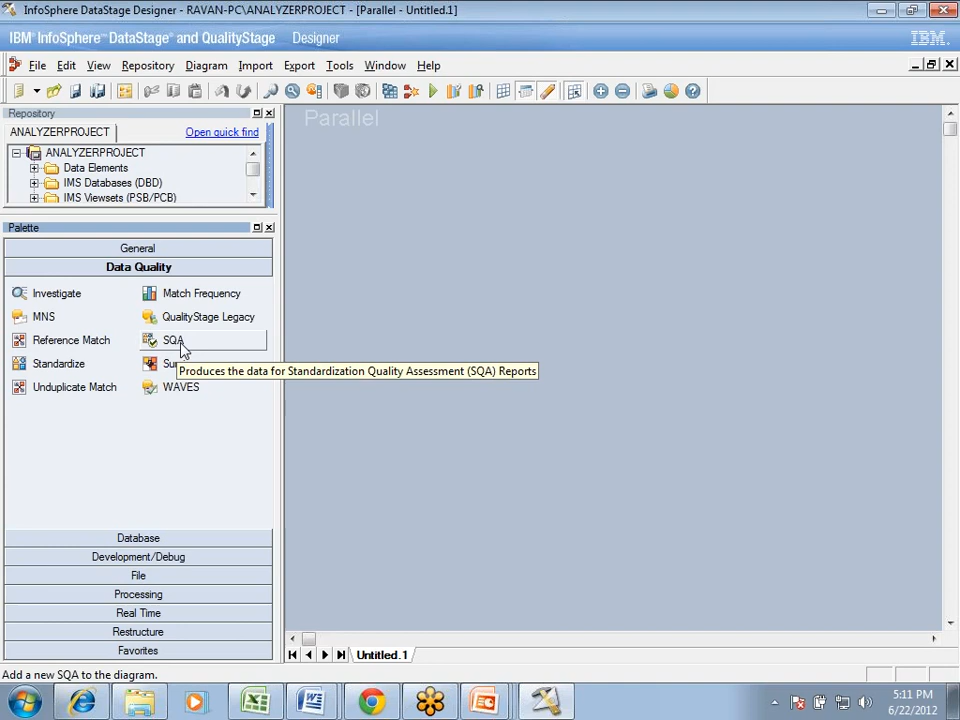 InfoSphere DataStage Designer - RAVAN-PC\ANALYZERPROJECT - [Parallel - Untitled.1]
IBM® InfoSphere™ DataStage® and QualityStage Designer
IBM.
File Edit View Repository Diagram Import Export Tools Window Help
Repository
ANALYZERPROJECT
Open quick find
ANALYZERPROJECT
Data Elements
IMS Databases (DBD)
IMS Viewsets (PSB/PCB)
Parallel
Palette
General
Data Quality
Investigate
Match Frequency
MNS
QualityStage Legacy
Reference Match
SQA
Standardize
Produces the data for Standardization Quality Assessment (SQA) Reports
Unduplicate Match
WAVES
Database
Development/Debug
File
Processing
Real Time
Restructure
Favorites
Untitled.1
Add a new SQA to the diagram.
5:11 PM
6/22/2012